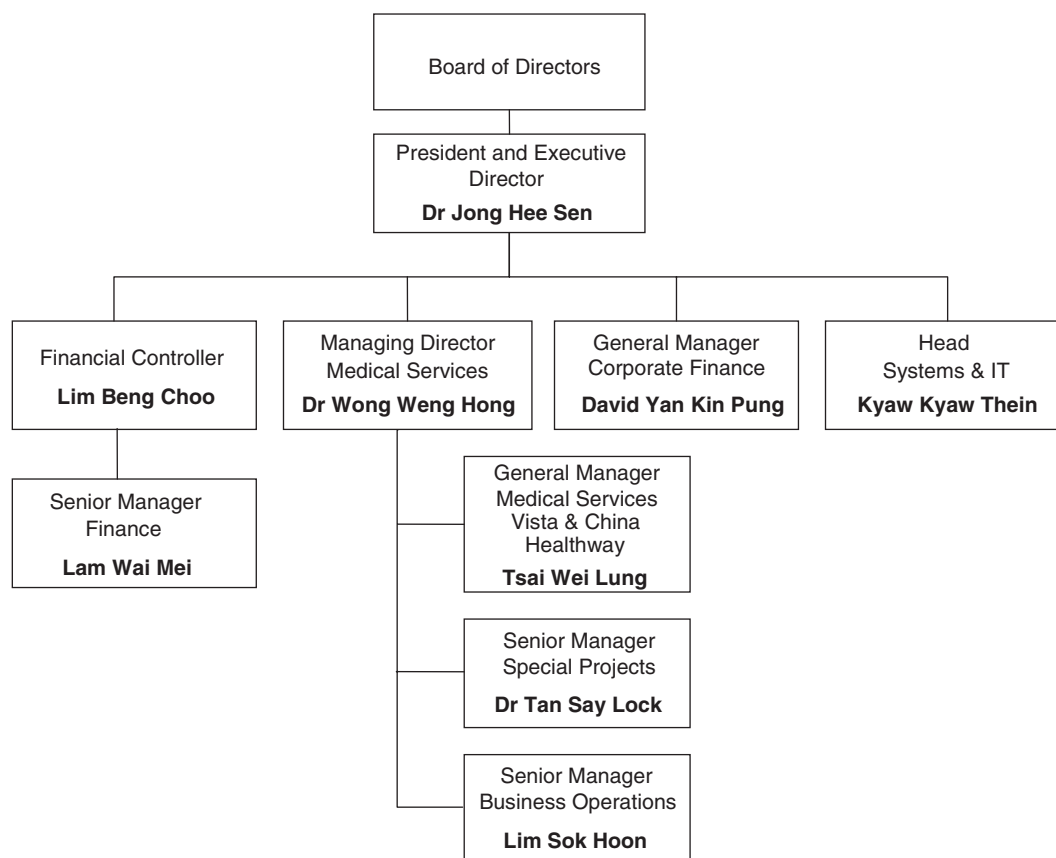 Board of Directors
President and Executive
Director
Dr Jong Hee Sen
Financial Controller
Lim Beng Choo
Managing Director
Medical Services
Dr Wong Weng Hong
General Manager
Corporate Finance
David Yan Kin Pung
Head
Systems & IT
Kyaw Kyaw Thein
Senior Manager
Finance
Lam Wai Mei
General Manager
Medical Services
Vista & China
Healthway
Tsai Wei Lung
Senior Manager
Special Projects
Dr Tan Say Lock
Senior Manager
Business Operations
Lim Sok Hoon